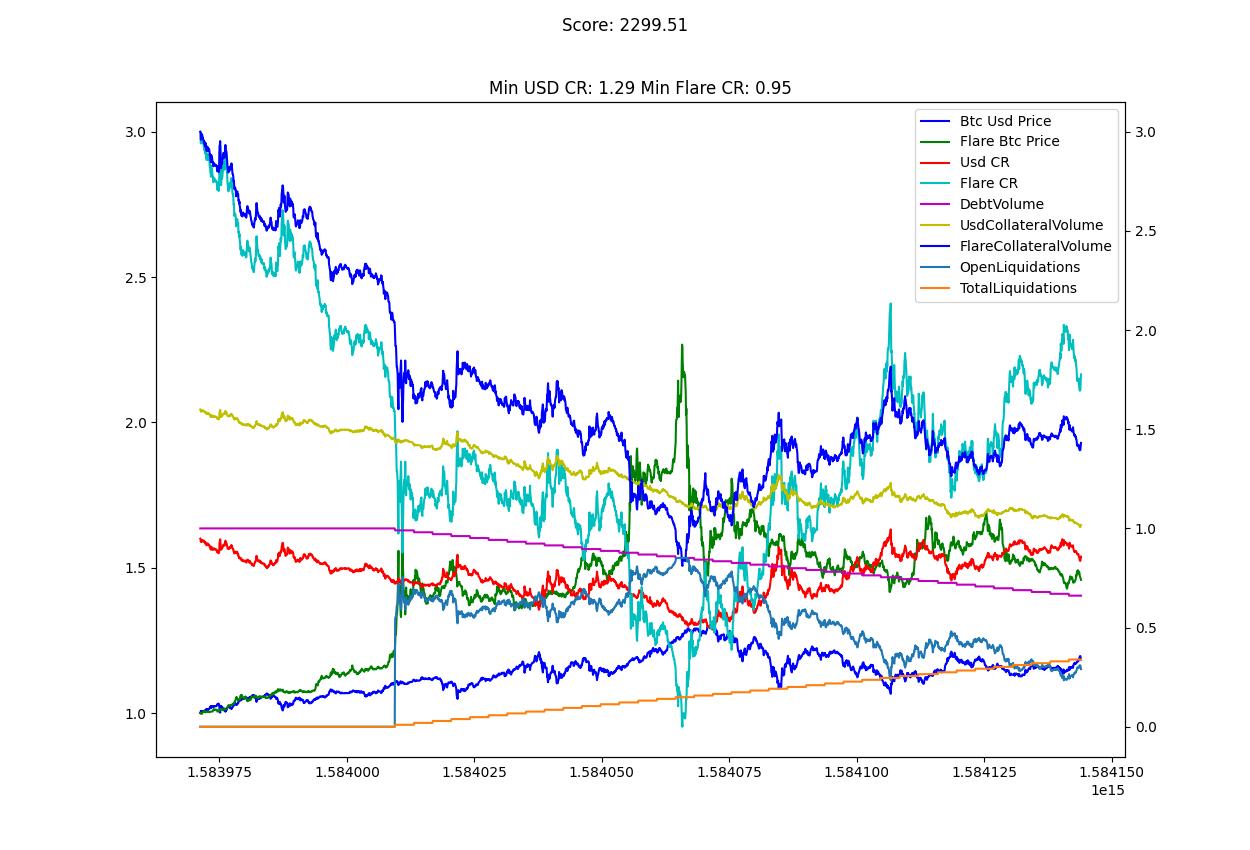 Score: 2299.51
Min USD CR: 1.29 Min Flare CR: 0.95
3.0
2.5
2.0
1.5
1.0
3.0
2.5
2.0
1.5
1.0
0.5
0.0
Btc Usd Price
Flare Btc Price
Usd CR
Flare CR
DebtVolume
UsdCollateralVolume
FlareCollateralVolume
OpenLiquidations
TotalLiquidations
1.583975 1.584000 1.584025 1.584050 1.584075 1.584100 1.584125 1.584150
1e15